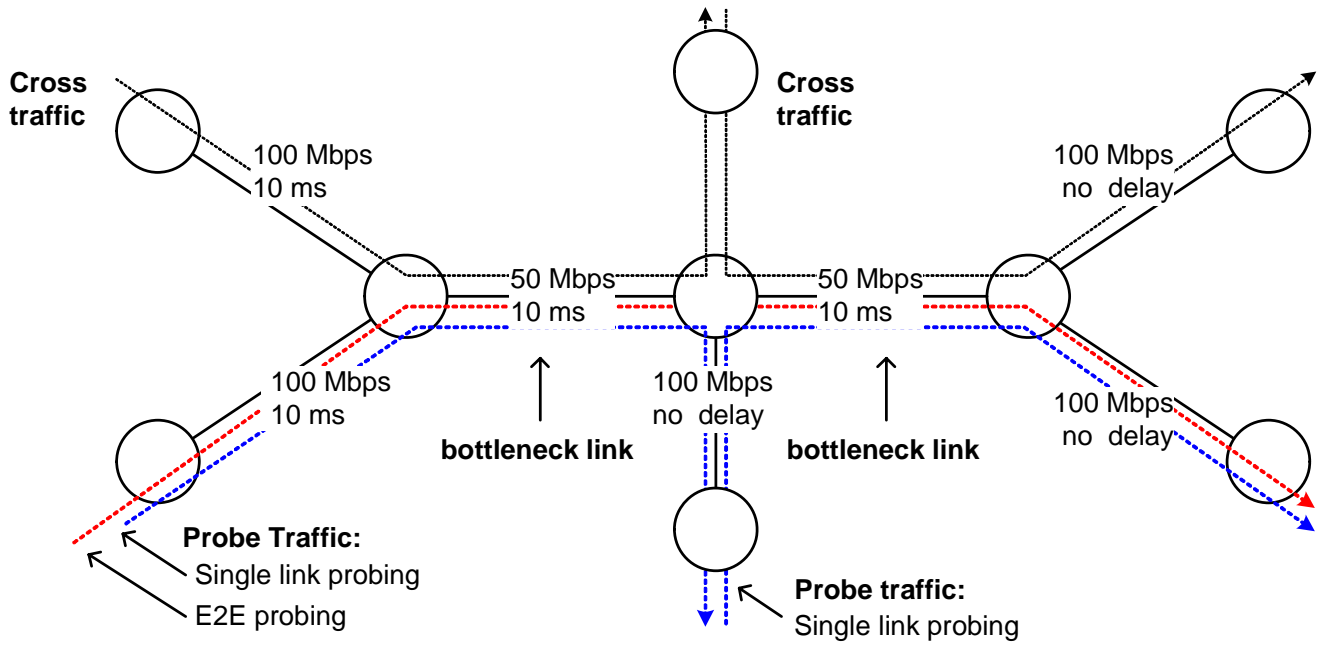 Cross
traffic
Cross
traffic
100 Mbps
10 ms
100 Mbps
no delay
50 Mbps
10 ms
50 Mbps
10 ms
100 Mbps
10 ms
100 Mbps
no delay
100 Mbps
no delay
bottleneck link
bottleneck link
Probe Traffic:
Single link probing
E2E probing
Probe traffic:
Single link probing